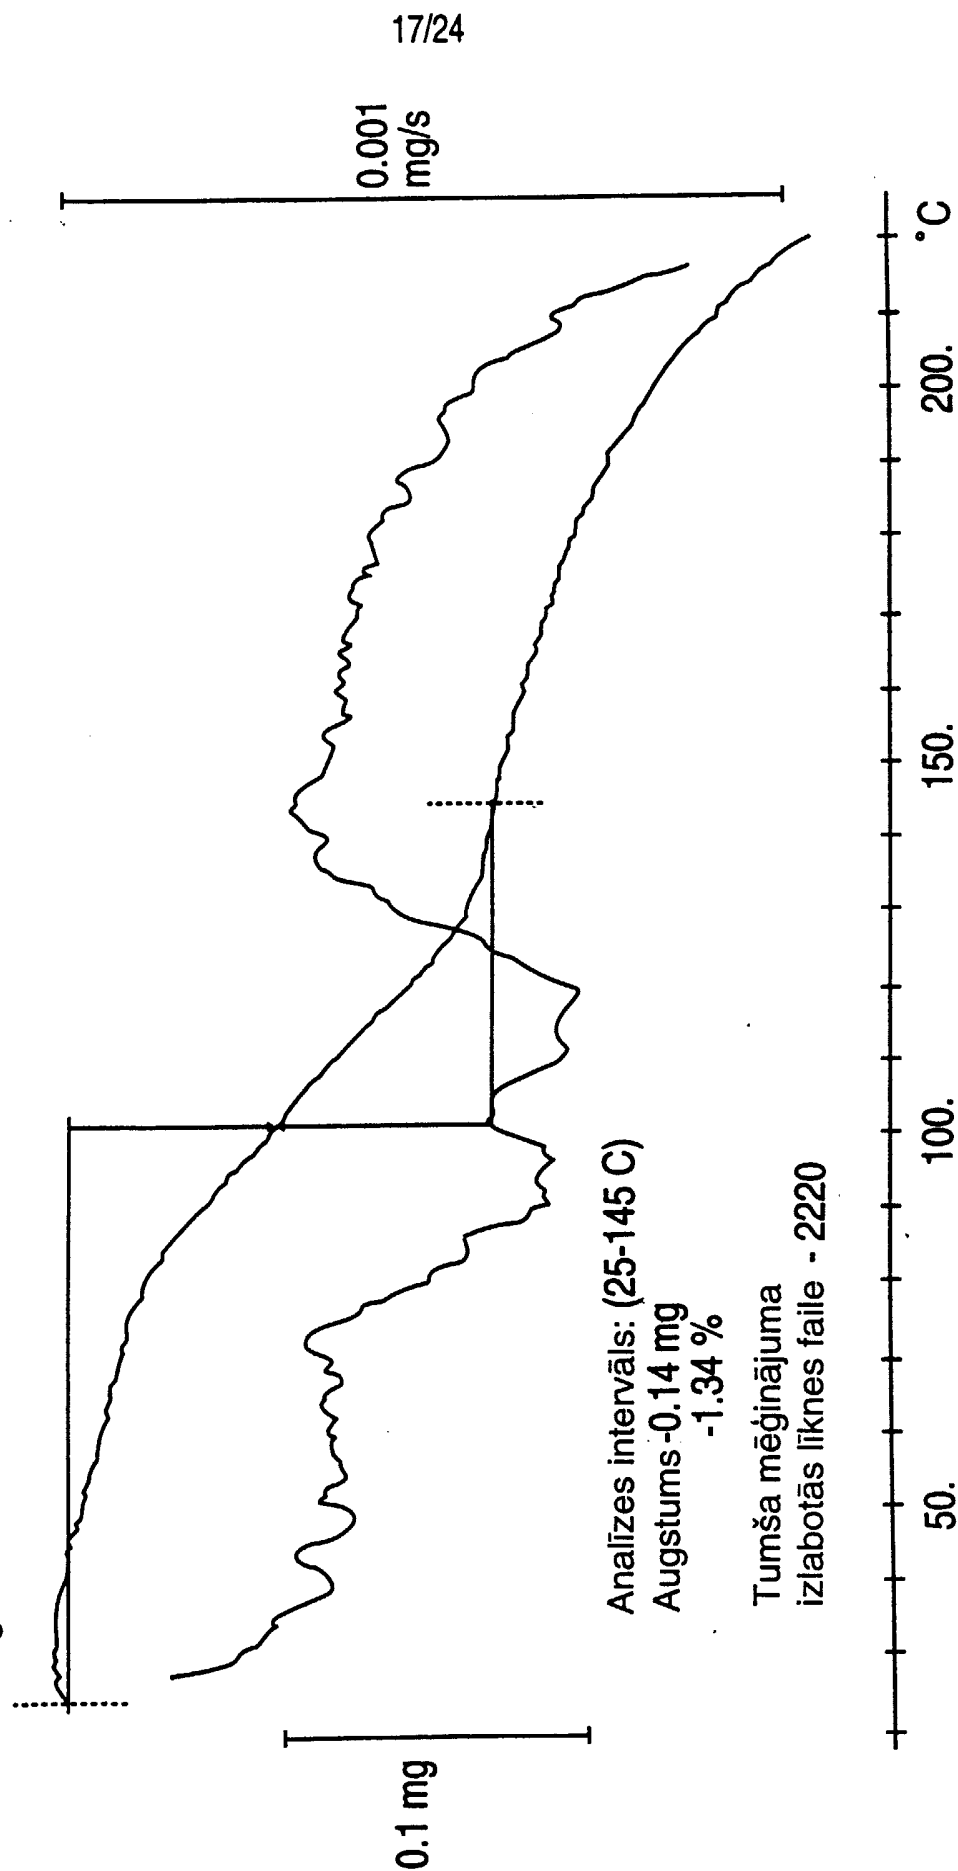 17/24
0.001
mg/s
0.1 mg
Analīzes intervāls: (25-145 C)
Augstums -0.14 mg
-1.34 %
Tumša mēģinājuma
izlabotās līknes faile - 2220
50. 100. 150. 200. °C